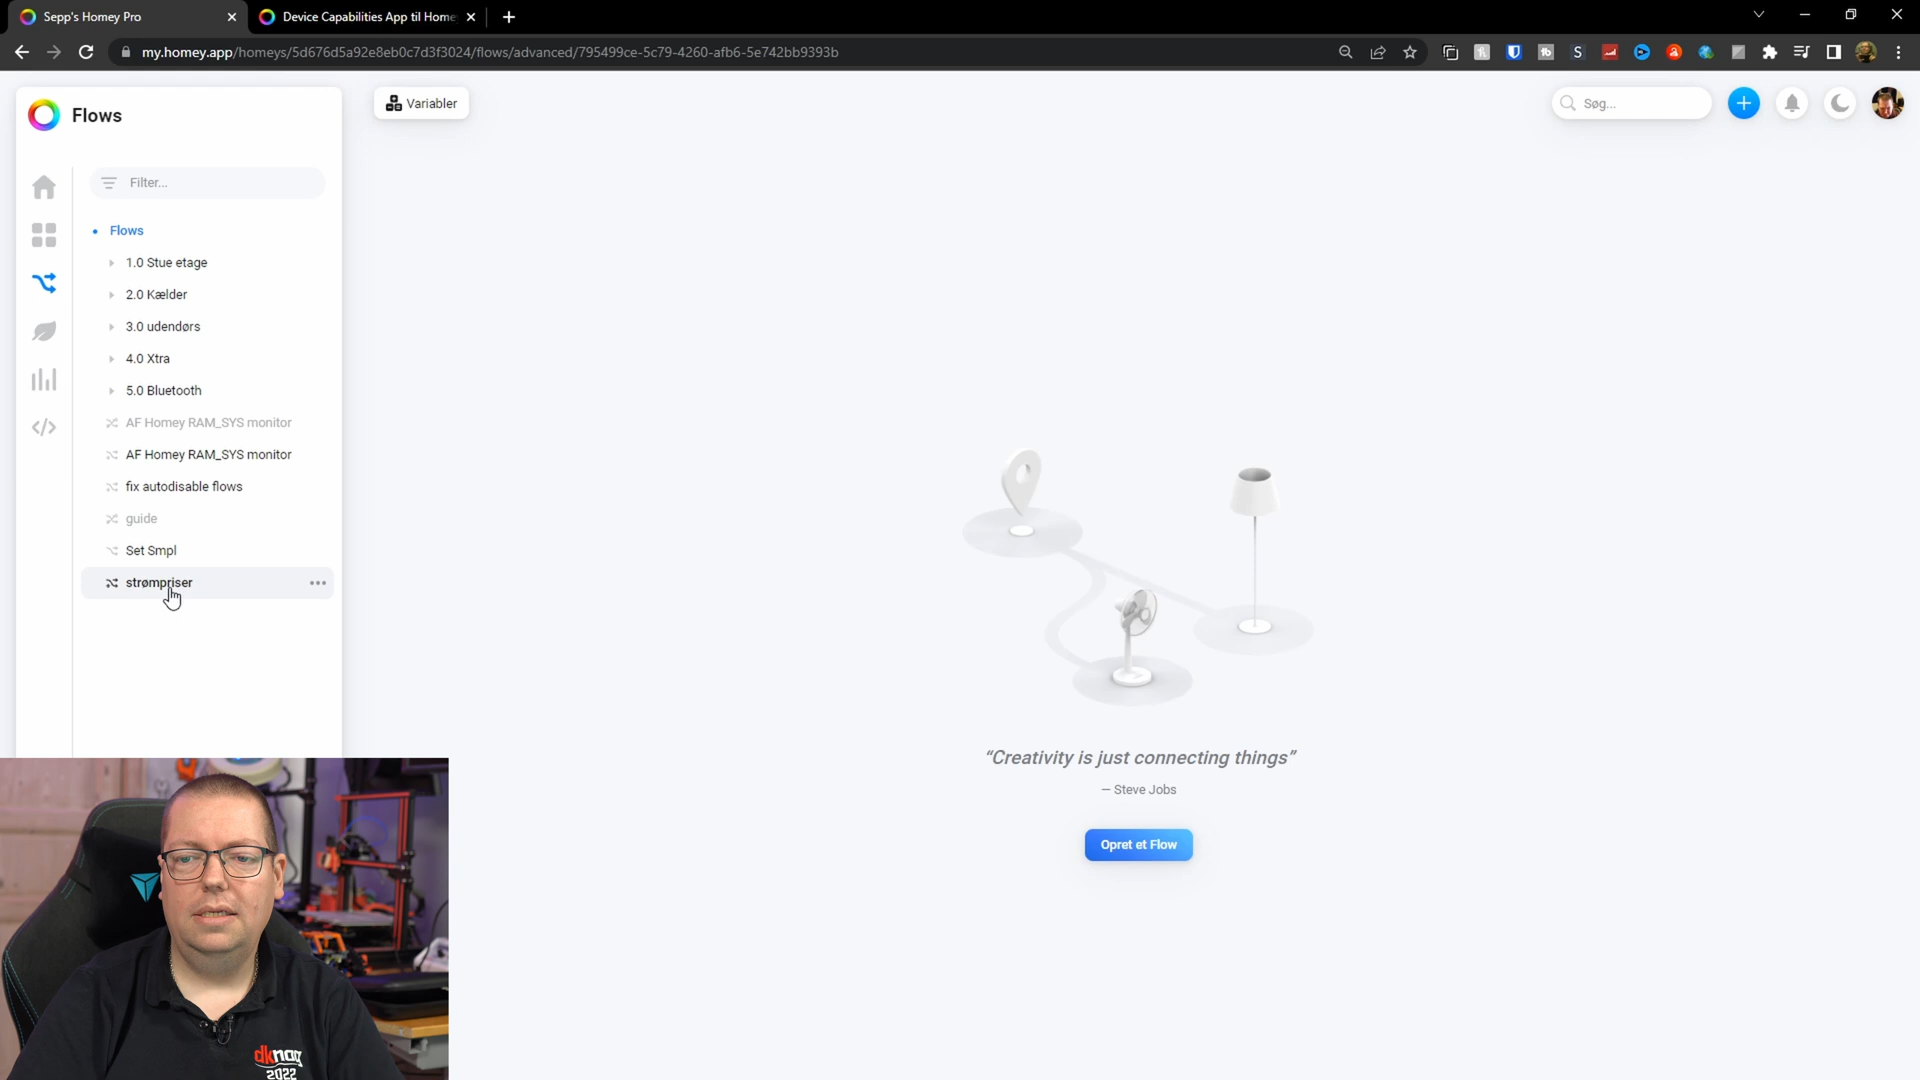 Sepp's Homey Pro
Device Capabilities App til Home
my.homey.app/homeys/5d676d5a92e8eb0c7d3f3024/flows/advanced/795499ce-5c79-4260-afb6-5e742bb9393b
Flows
Variabler
Søg...
Filter...
Flows
1.0 Stue etage
2.0 Kælder
3.0 udendørs
4.0 Xtra
5.0 Bluetooth
AF Homey RAM_SYS monitor
AF Homey RAM_SYS monitor
fix autodisable flows
guide
Set Smpl
strømpriser
“Creativity is just connecting things”
— Steve Jobs
Opret et Flow
dknog
2022